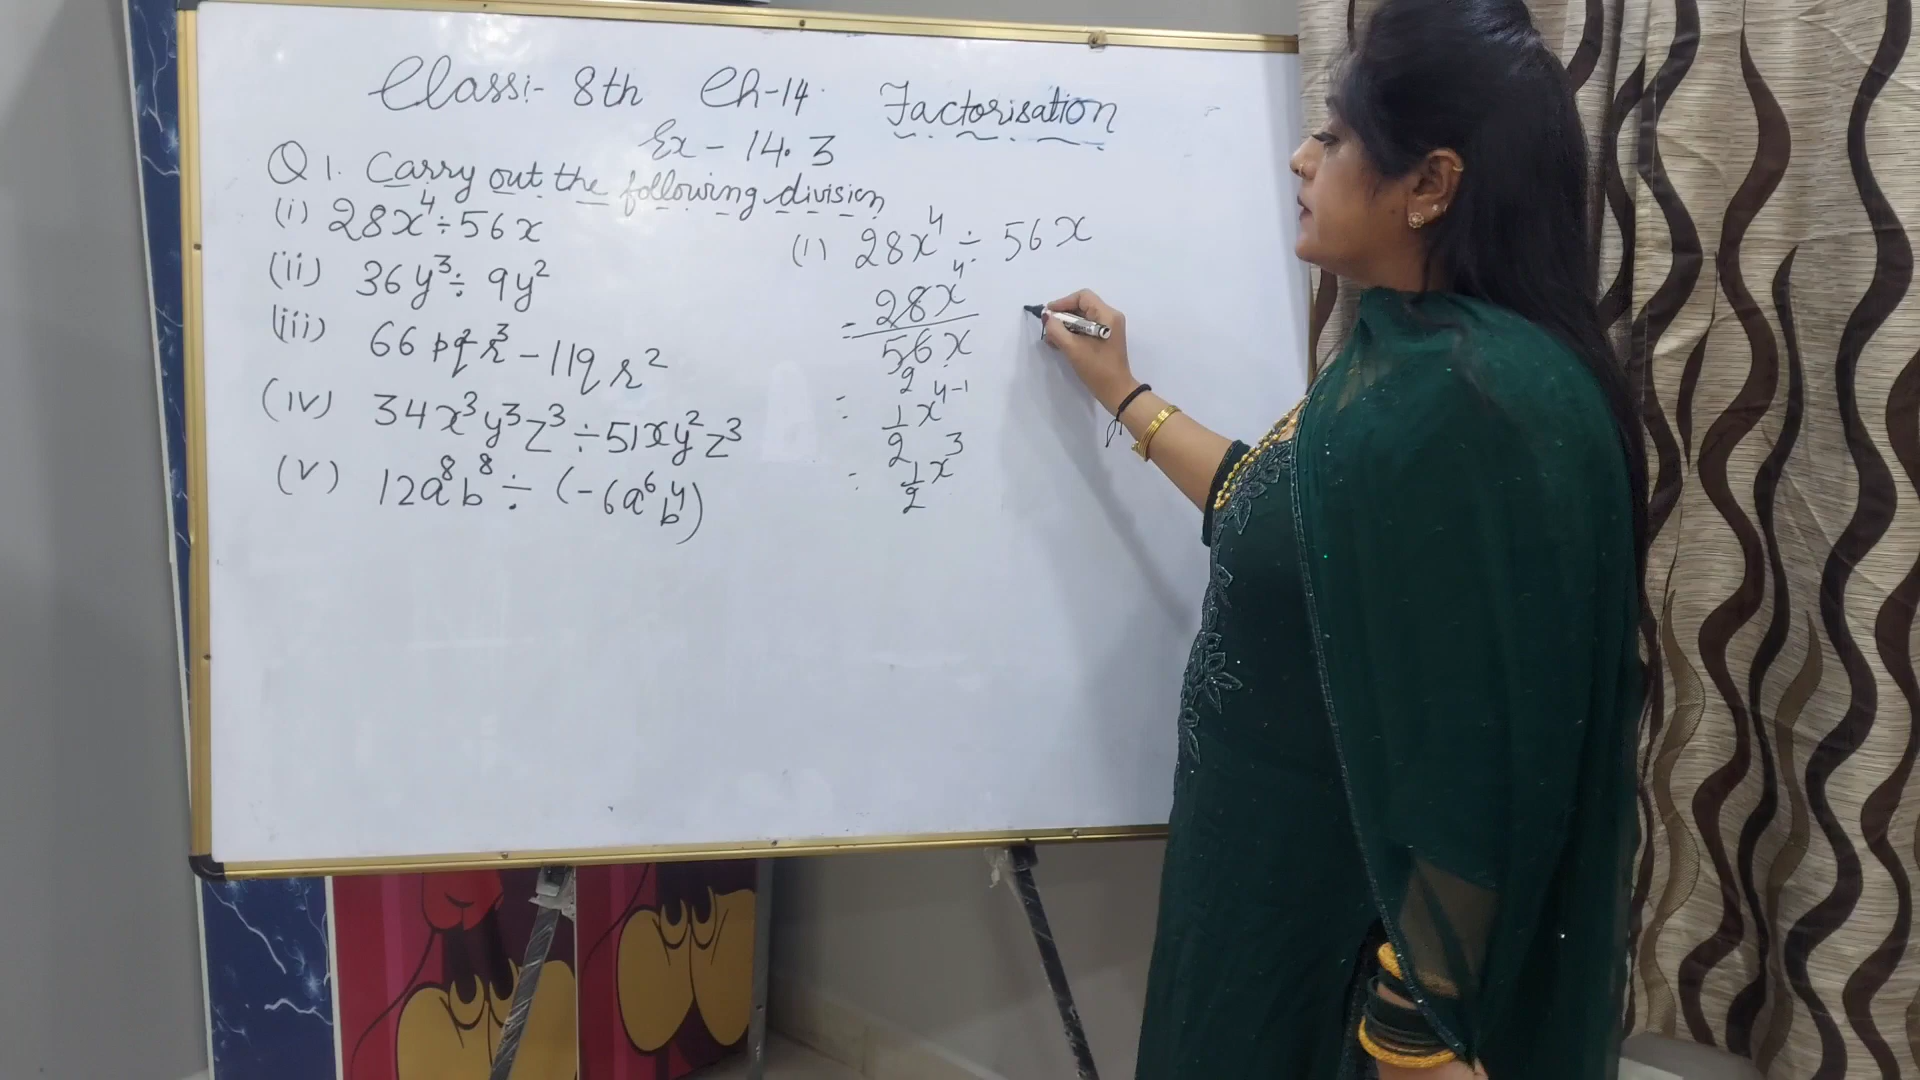 Class:- 8th Ch-14 Factorisation
Ex - 14.3
Q1. Carry out the following division
(i) 28x⁴ ÷ 56x
(ii) 36y³ ÷ 9y²
(iii) 66pq²r³ - 11qr²
(iv) 34x³y³z³ ÷ 51xy²z³
(v) 12a⁸b⁸ ÷ (-6a⁶b⁴)
(1) 28x⁴ ÷ 56x
= 28x⁴
56x
2
= 1/2 x⁴⁻¹
= 1/2 x³